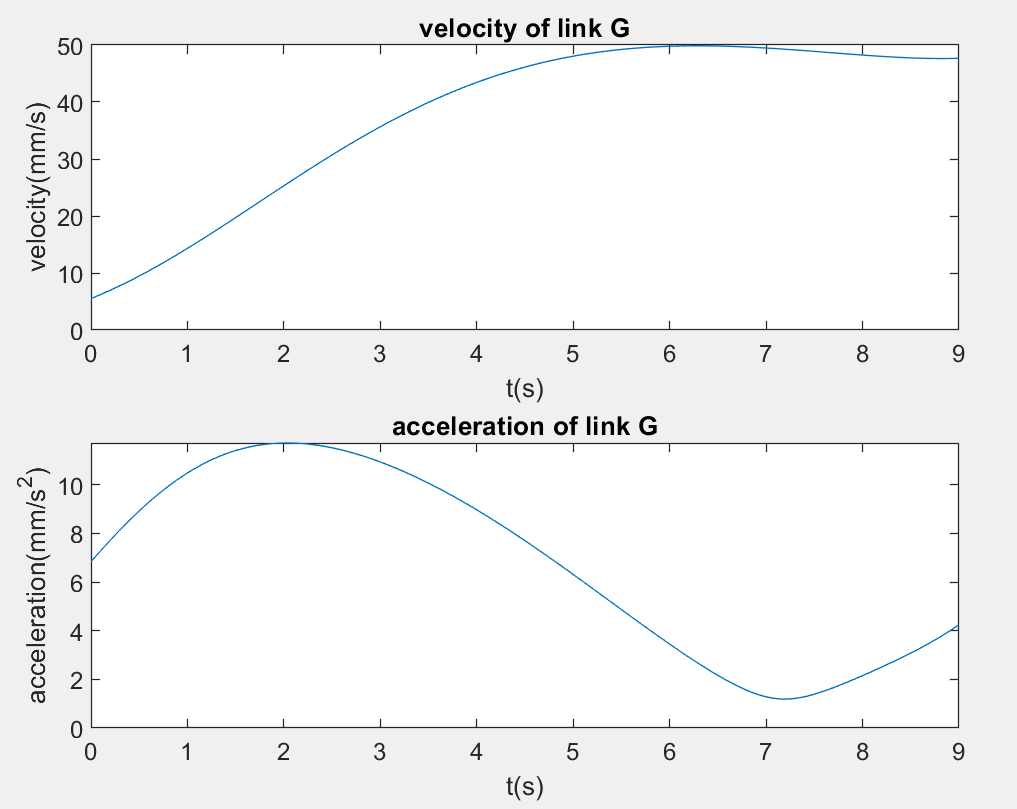 velocity of link G
50
40
30
20
10
0
velocity(mm/s)
0 1 2 3 4 5 6 7 8 9
t(s)
acceleration of link G
10
8
6
4
2
0
acceleration(mm/s²)
0 1 2 3 4 5 6 7 8 9
t(s)